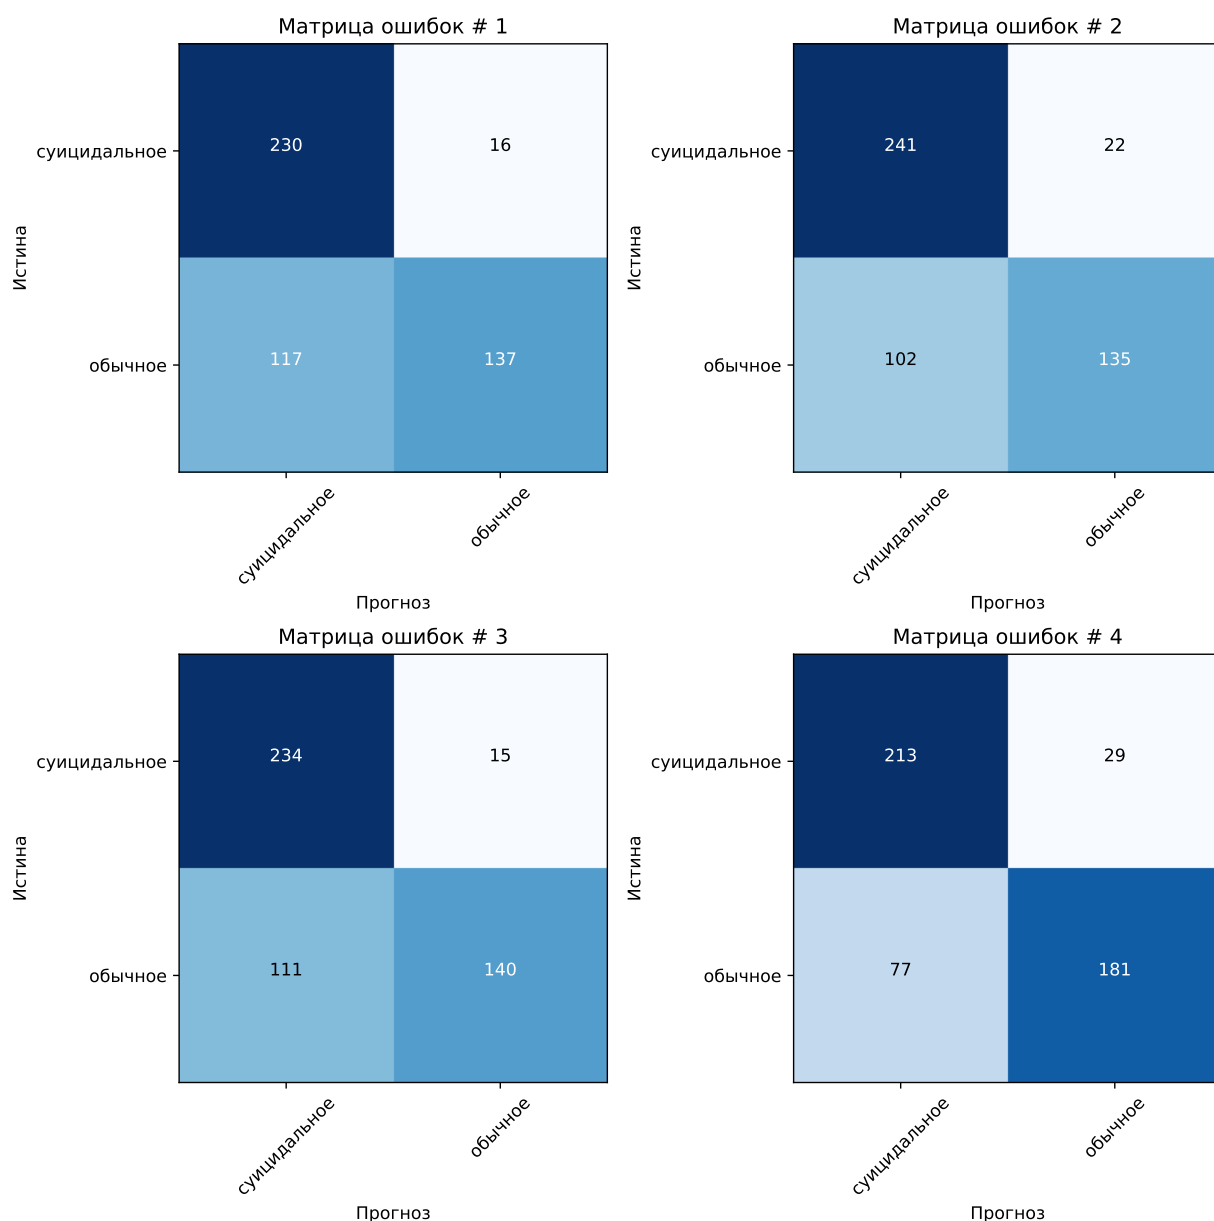 Матрица ошибок # 1
суицидальное
230
16
Истина
обычное
117
137
суицидальное
обычное
Прогноз
Матрица ошибок # 2
суицидальное
241
22
Истина
обычное
102
135
суицидальное
обычное
Прогноз
Матрица ошибок # 3
суицидальное
234
15
Истина
обычное
111
140
суицидальное
обычное
Прогноз
Матрица ошибок # 4
суицидальное
213
29
Истина
обычное
77
181
суицидальное
обычное
Прогноз